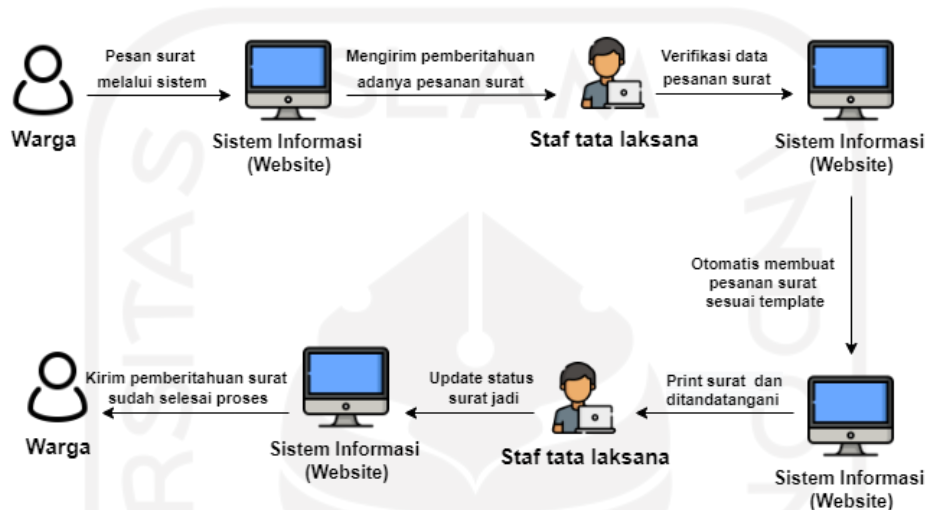 Pesan surat
melalui sistem
Mengirim pemberitahuan
adanya pesanan surat
Verifikasi data
pesanan surat
Warga
Sistem Informasi
(Website)
Staf tata laksana
Sistem Informasi
(Website)
Otomatis membuat
pesanan surat
sesuai template
Print surat dan
ditandatangani
Update status
surat jadi
Kirim pemberitahuan surat
sudah selesai proses
Sistem Informasi
(Website)
Staf tata laksana
Sistem Informasi
(Website)
Warga
ISLAM
RSITAS